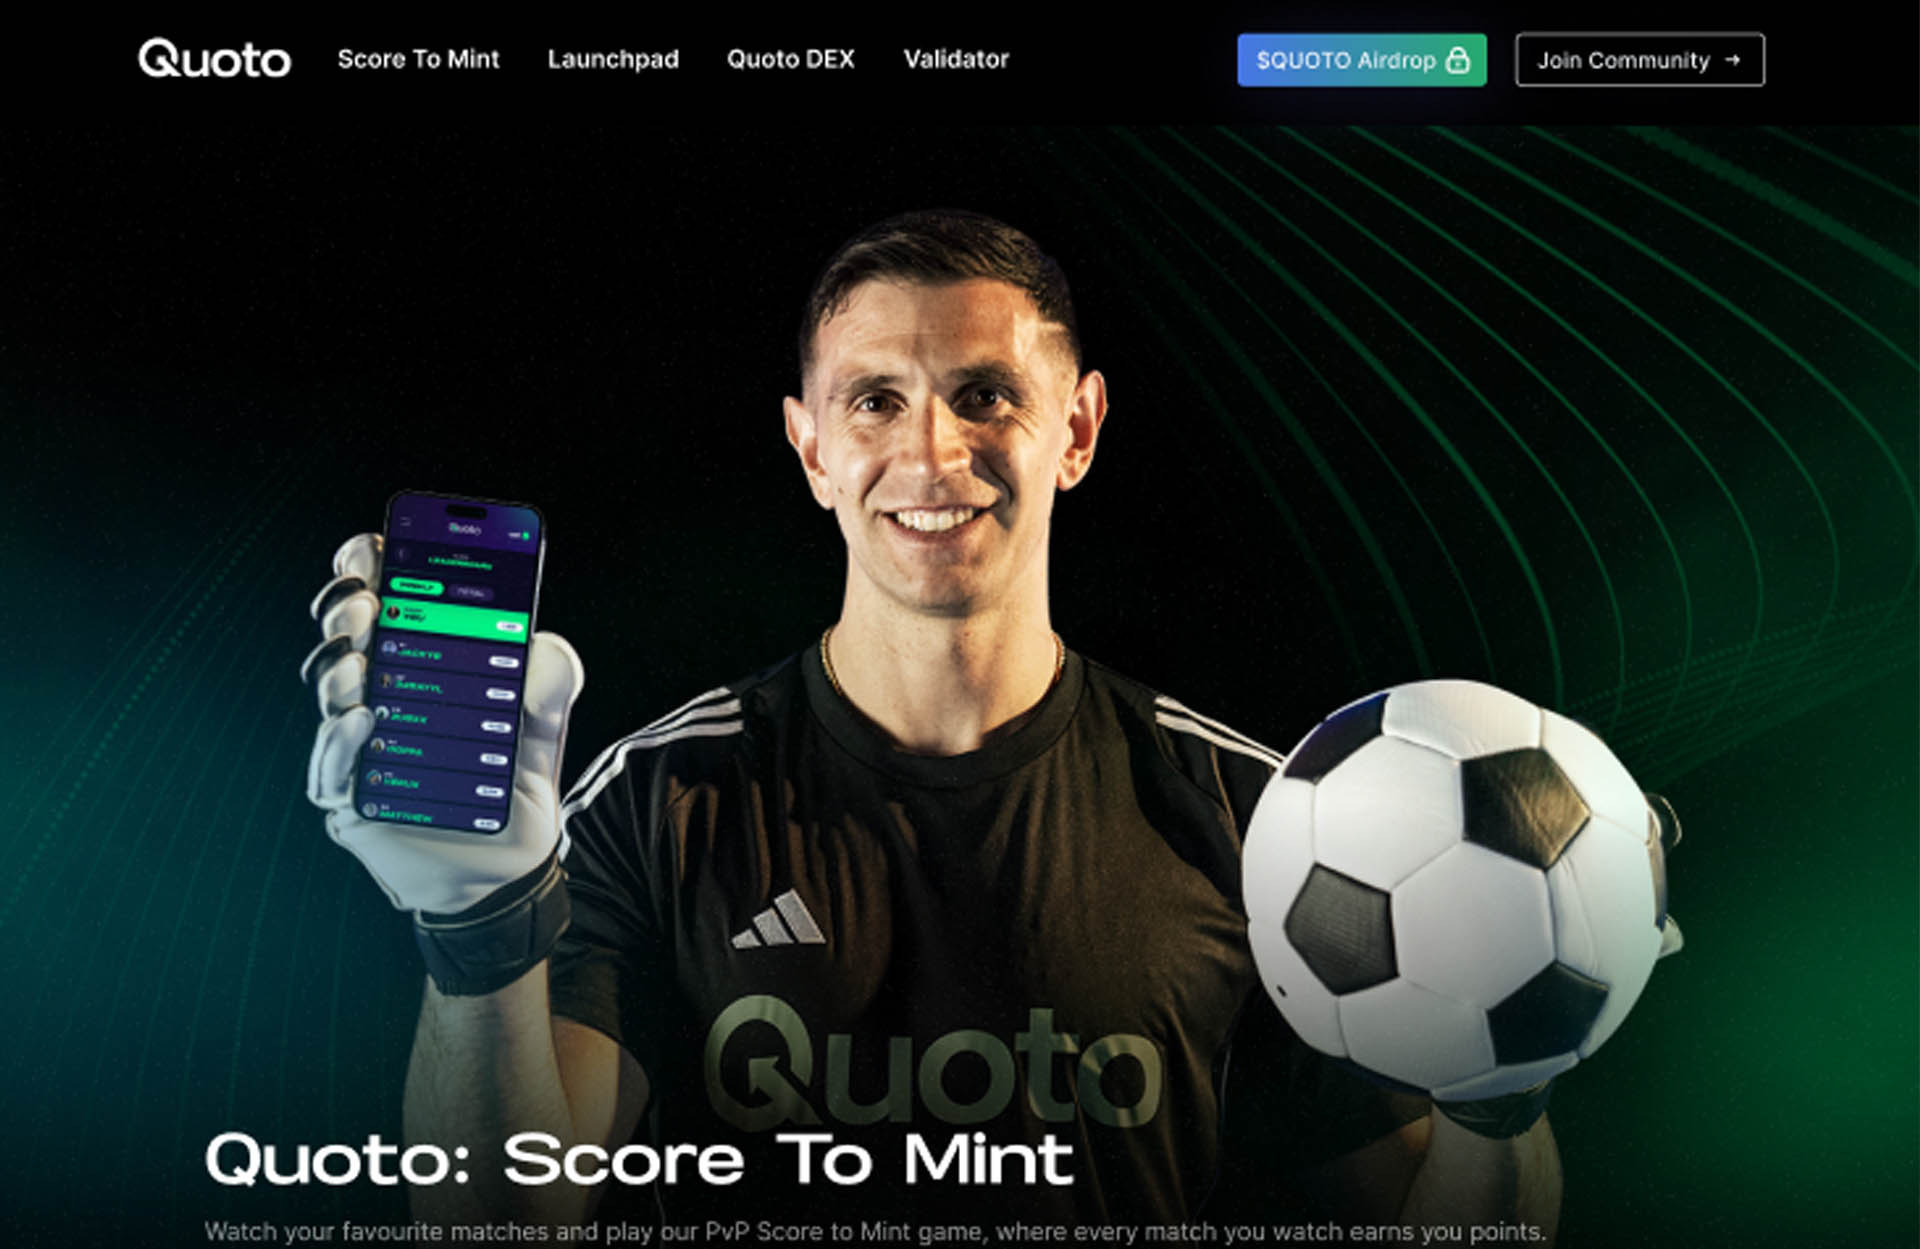 Quoto
Score To Mint
Launchpad
Quoto DEX
Validator
$QUOTO Airdrop
Join Community →
Quoto
LEADERBOARD
YOU
MATTHEW
Quoto
Quoto: Score To Mint
Watch your favourite matches and play our PvP Score to Mint game, where every match you watch earns you points.